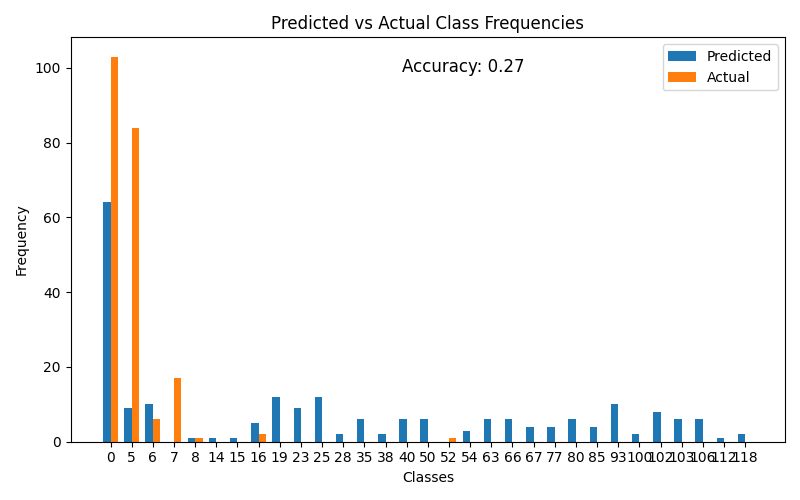 Predicted vs Actual Class Frequencies
Accuracy: 0.27
Predicted
Actual
Frequency
100
80
60
40
20
0
0 5 6 7 8 14 15 16 19 23 25 28 35 38 40 50 52 54 63 66 67 77 80 85 93 100 102 103 106 112 118
Classes